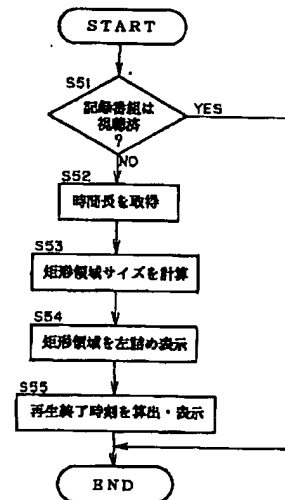 START
S51
記録番組は
視聴済
?
YES
NO
S52
時間長を取得
S53
矩形領域サイズを計算
S54
矩形領域を左詰め表示
S55
再生終了時刻を算出・表示
END